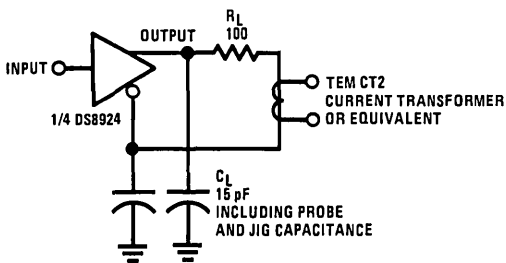 R_L
100
OUTPUT
INPUT
1/4 DS8924
TEM CT2
CURRENT TRANSFORMER
OR EQUIVALENT
C_L
15 pF
INCLUDING PROBE
AND JIG CAPACITANCE